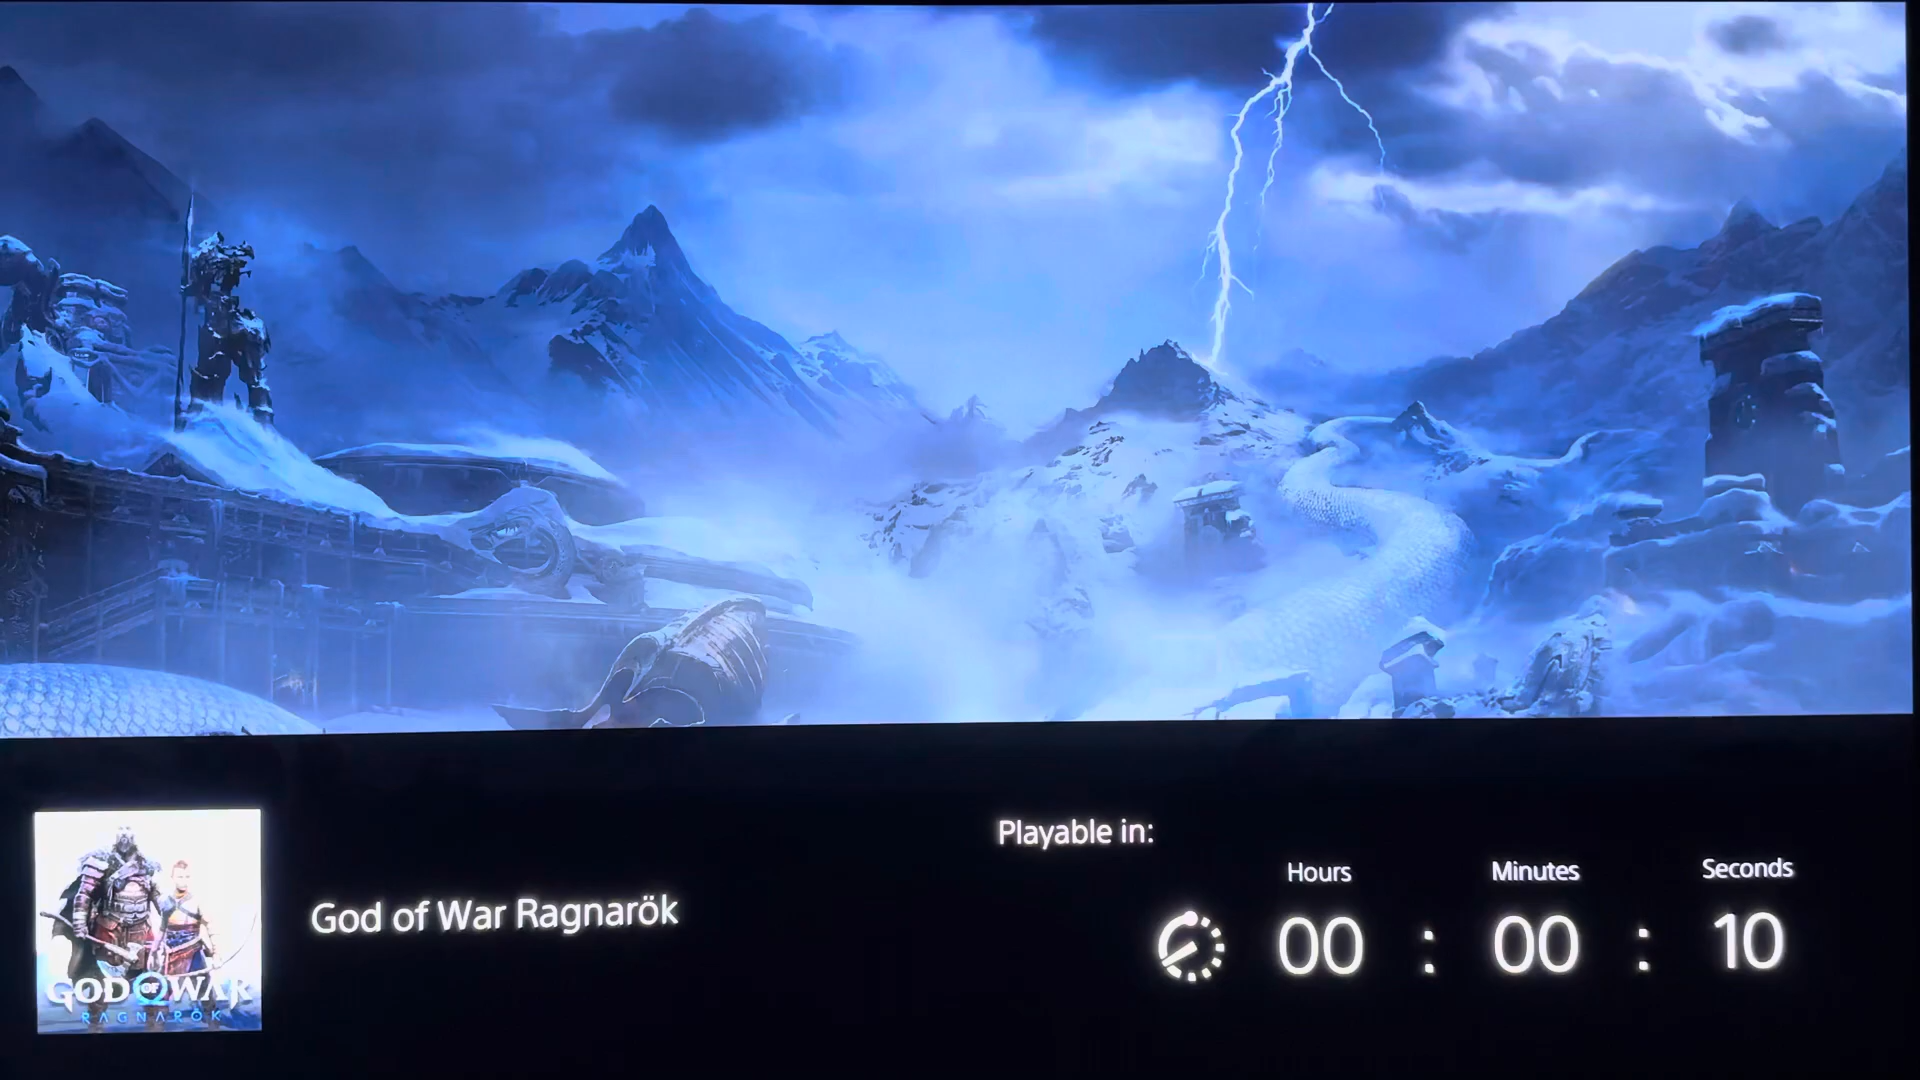 Playable in:
Hours Minutes Seconds
God of War Ragnarök
00 : 00 : 10
GOD OF WAR
RAGNARÖK